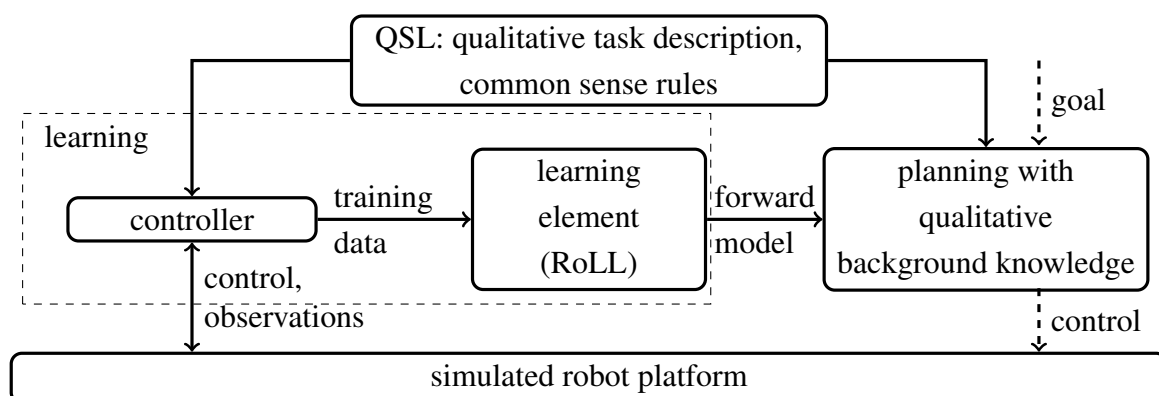 QSL: qualitative task description,
common sense rules
goal
learning
controller
training
data
learning
element
(RoLL)
forward
model
planning with
qualitative
background knowledge
control,
observations
control
simulated robot platform